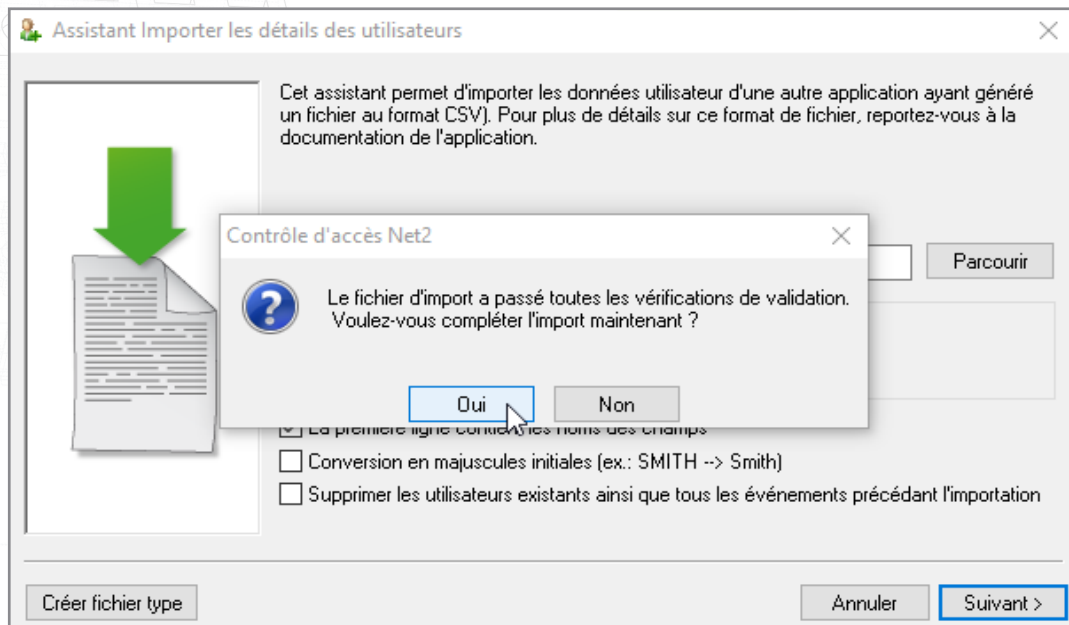 Assistant Importer les détails des utilisateurs
Cet assistant permet d'importer les données utilisateur d'une autre application ayant généré
un fichier au format CSV). Pour plus de détails sur ce format de fichier, reportez-vous à la
documentation de l'application.
Contrôle d'accès Net2
Parcourir
Le fichier d'import a passé toutes les vérifications de validation.
Voulez-vous compléter l'import maintenant ?
Oui
Non
La première ligne contient les noms des champs
Conversion en majuscules initiales (ex.: SMITH --> Smith)
Supprimer les utilisateurs existants ainsi que tous les événements précédant l'importation
Créer fichier type
Annuler
Suivant >